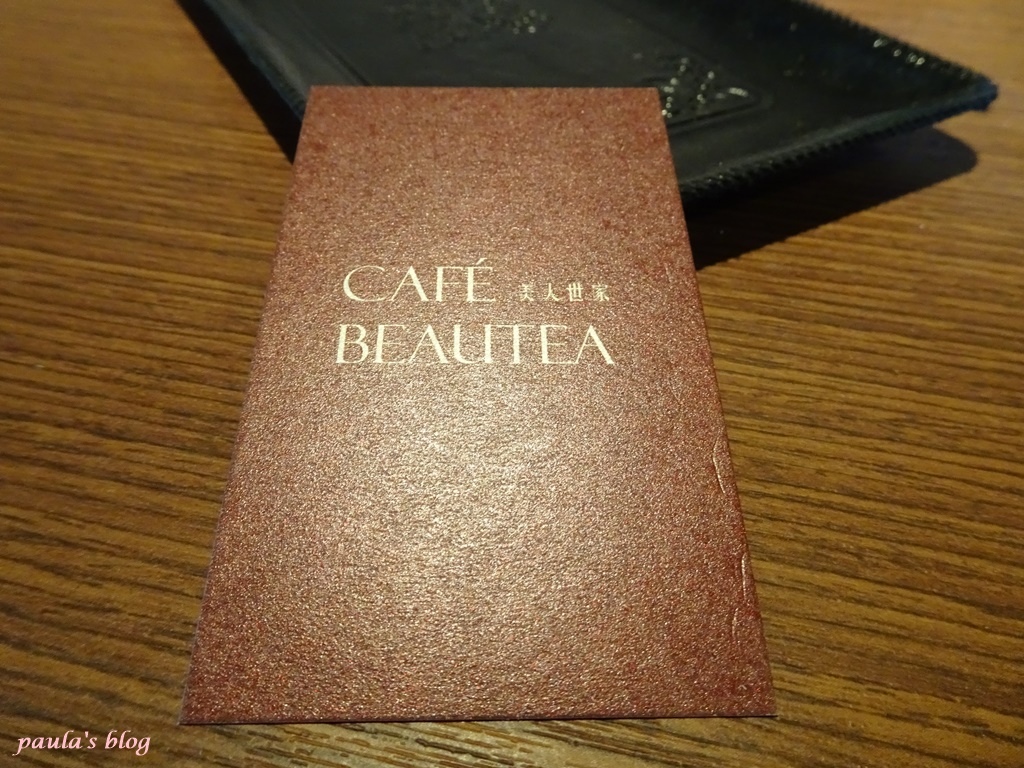 CAFÉ 美人世家
BEAUTEA
paula's blog